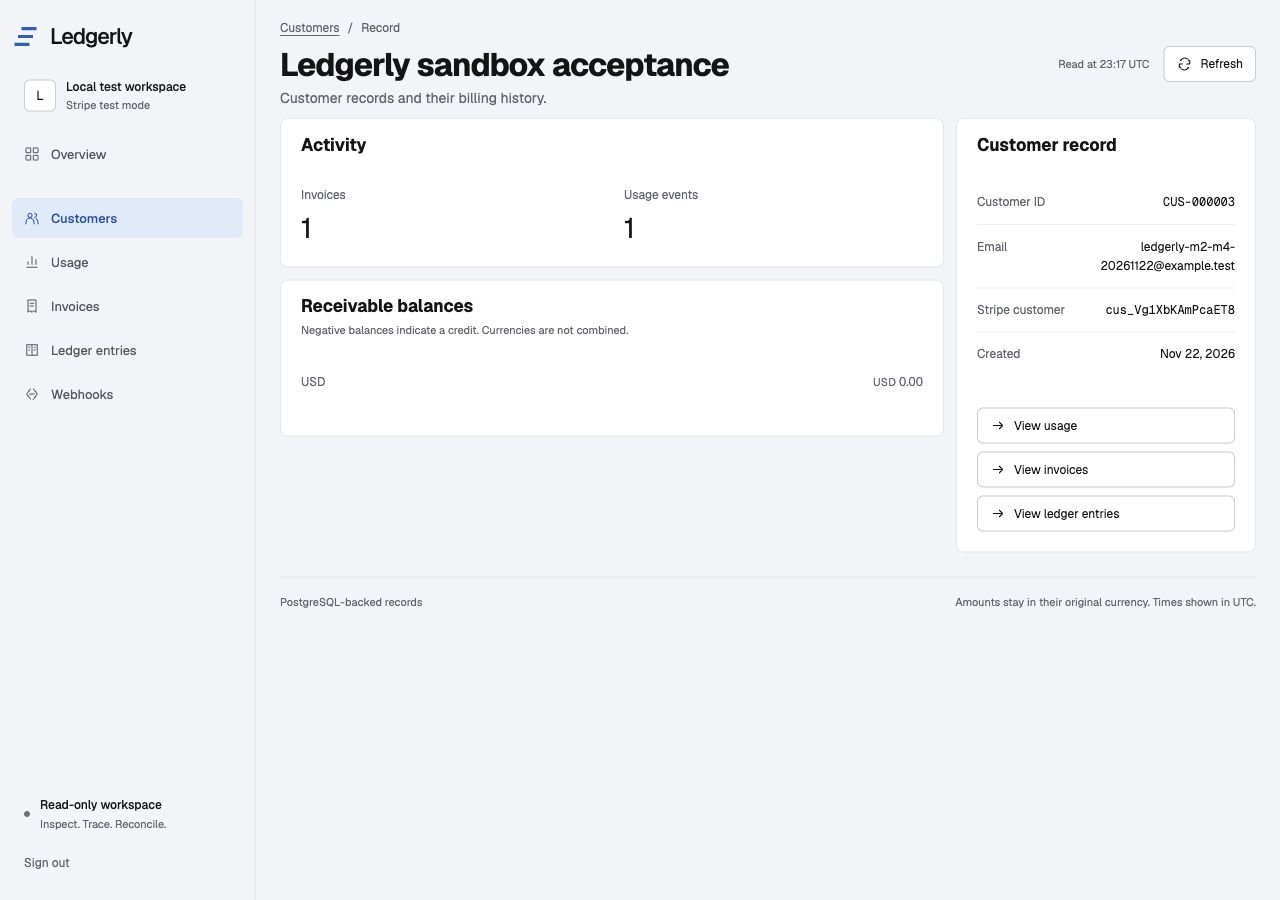 Ledgerly
L
Local test workspace
Stripe test mode
Overview
Customers
Usage
Invoices
Ledger entries
Webhooks
Read-only workspace
Inspect. Trace. Reconcile.
Sign out
Customers / Record
Ledgerly sandbox acceptance
Customer records and their billing history.
Read at 23:17 UTC
Refresh
Activity
Invoices
1
Usage events
1
Receivable balances
Negative balances indicate a credit. Currencies are not combined.
USD
USD 0.00
Customer record
Customer ID
CUS-000003
Email
ledgerly-m2-m4-
20261122@example.test
Stripe customer
cus_Vg1XbKAmPcaET8
Created
Nov 22, 2026
View usage
View invoices
View ledger entries
PostgreSQL-backed records
Amounts stay in their original currency. Times shown in UTC.